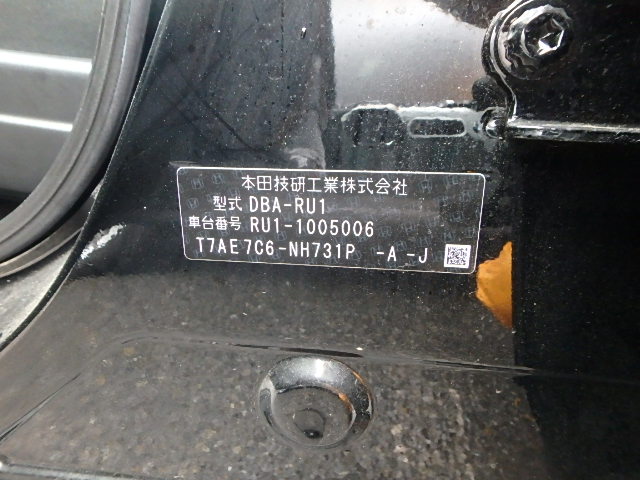 本田技研工業株式会社
型式 DBA-RU1
車台番号 RU1-1005006
T7AE7C6-NH731P -A-J